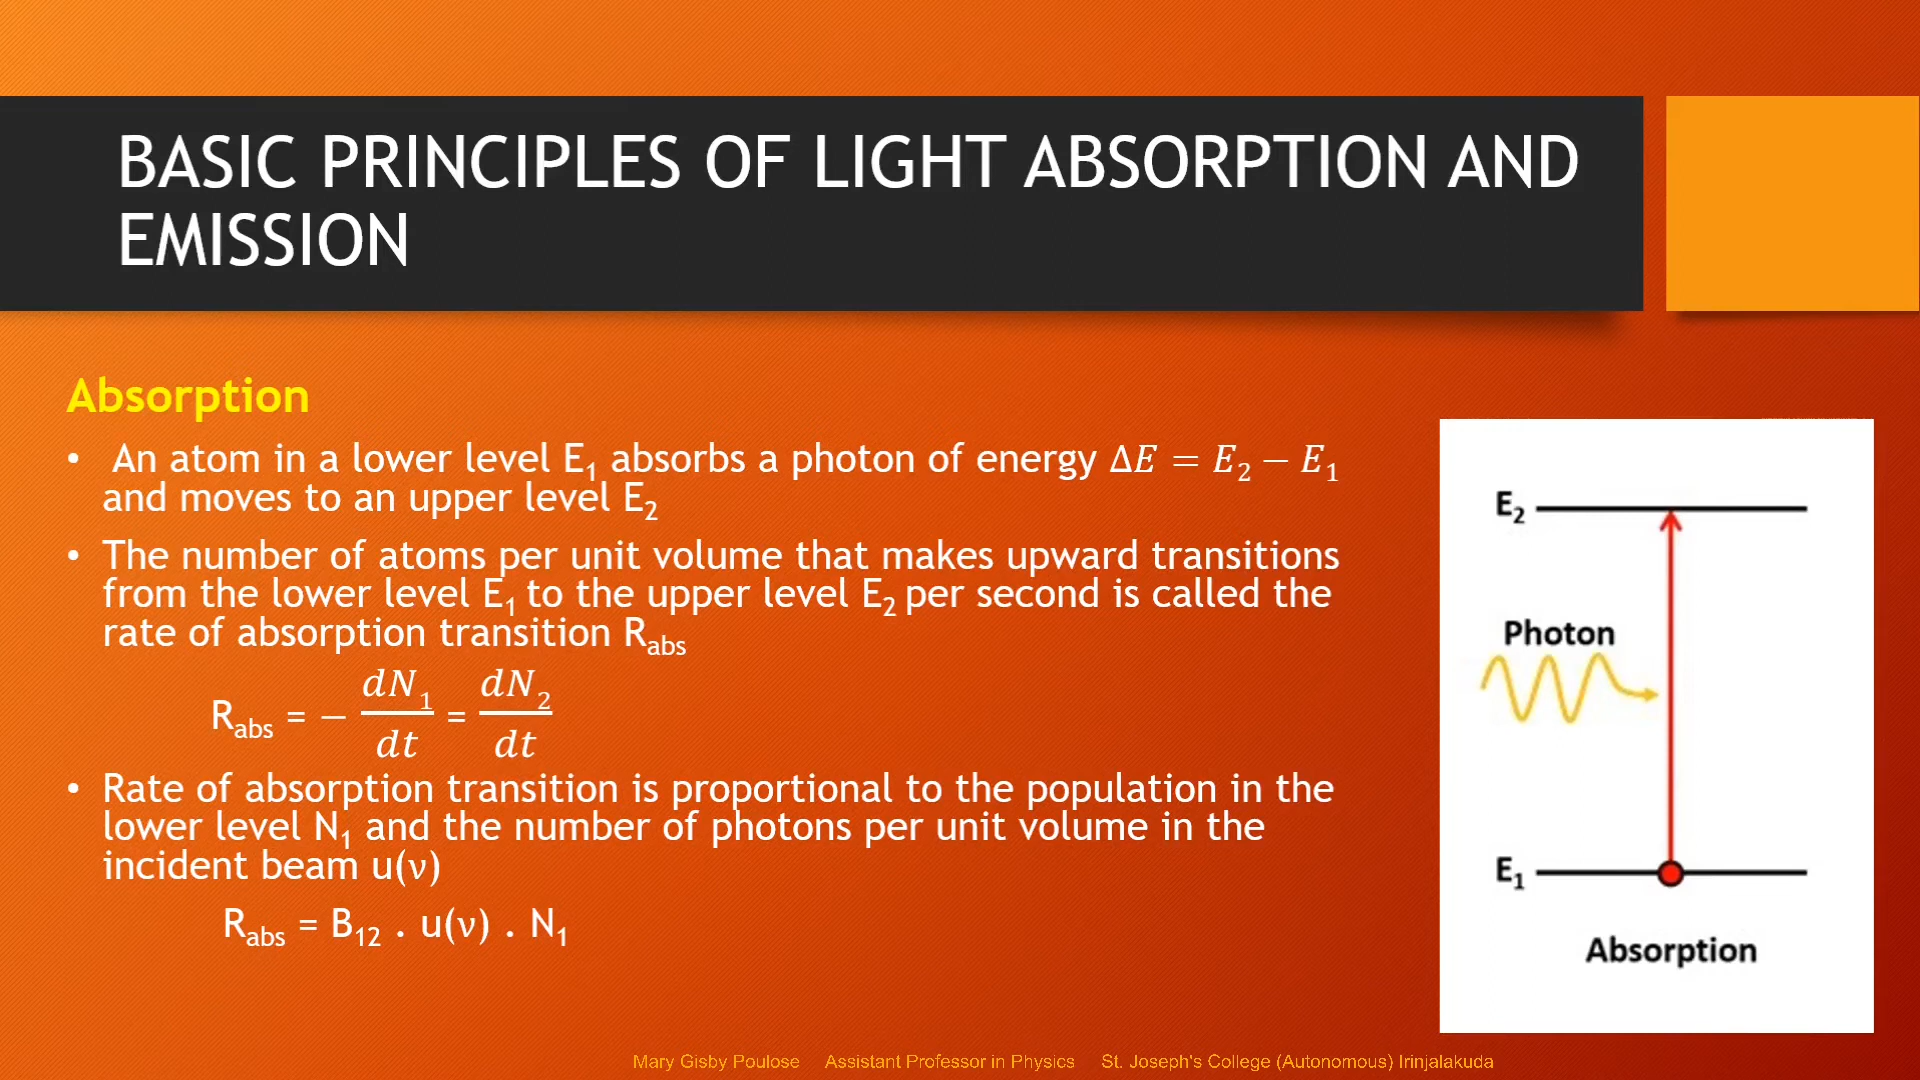 BASIC PRINCIPLES OF LIGHT ABSORPTION AND
EMISSION
Absorption
• An atom in a lower level E₁ absorbs a photon of energy Δ𝐸 = 𝐸₂ − 𝐸₁
and moves to an upper level E₂
• The number of atoms per unit volume that makes upward transitions
from the lower level E₁ to the upper level E₂ per second is called the
rate of absorption transition R_abs
R_abs = − 𝑑𝑁₁/𝑑𝑡 = 𝑑𝑁₂/𝑑𝑡
• Rate of absorption transition is proportional to the population in the
lower level N₁ and the number of photons per unit volume in the
incident beam u(ν)
R_abs = B₁₂ . u(ν) . N₁
E₂
Photon
E₁
Absorption
Mary Gisby Poulose Assistant Professor in Physics St. Joseph's College (Autonomous) Irinjalakuda